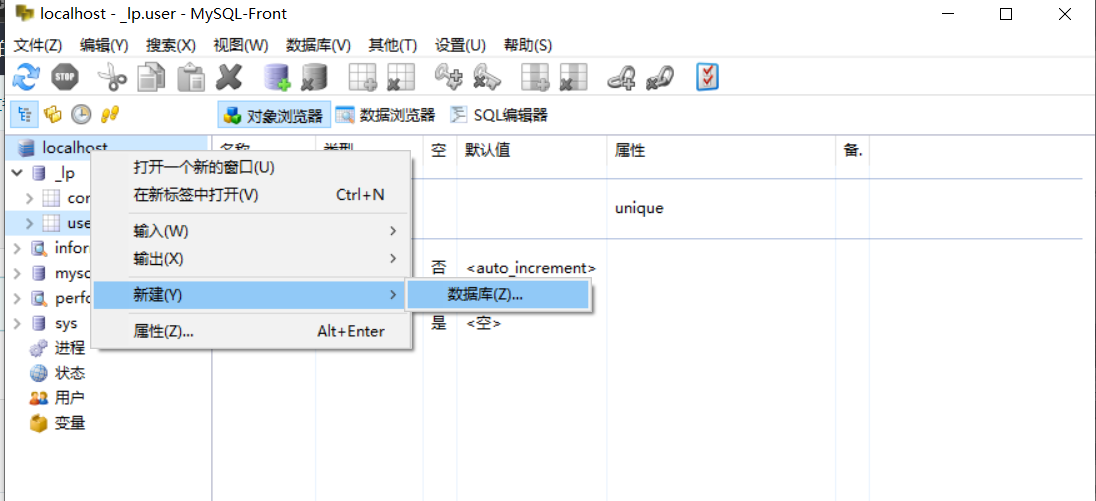 localhost - _lp.user - MySQL-Front
文件(Z) 编辑(Y) 搜索(X) 视图(W) 数据库(V) 其他(T) 设置(U) 帮助(S)
STOP
对象浏览器 数据浏览器 SQL编辑器
localhost
名称 类型 空 默认值 属性 备.
_lp
打开一个新的窗口(U)
在新标签中打开(V) Ctrl+N
unique
输入(W)
输出(X)
否 <auto_increment>
mysc
新建(Y)
数据库(Z)...
sys
是 <空>
属性(Z)... Alt+Enter
进程
状态
用户
变量